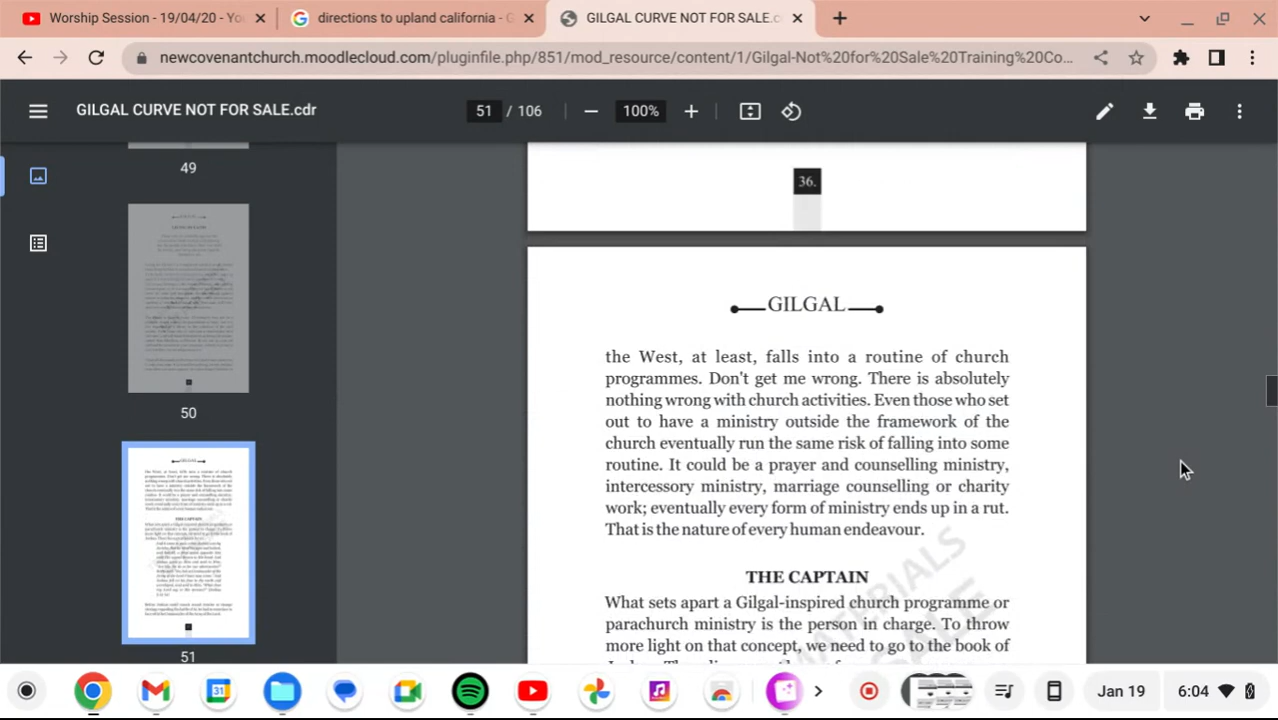 Worship Session - 19/04/20 - Yo
directions to upland california - G
GILGAL CURVE NOT FOR SALE.c
newcovenantchurch.moodlecloud.com/pluginfile.php/851/mod_resource/content/1/Gilgal-Not%20for%20Sale%20Training%20Co...
GILGAL CURVE NOT FOR SALE.cdr
51 / 106
100%
49
50
51
36.
GILGAL
the West, at least, falls into a routine of church
programmes. Don't get me wrong. There is absolutely
nothing wrong with church activities. Even those who set
out to have a ministry outside the framework of the
church eventually run the same risk of falling into some
routine. It could be a prayer and counselling ministry,
intercessory ministry, marriage counselling or charity
work; eventually every form of ministry ends up in a rut.
That is the nature of every human endeavour.
THE CAPTAIN
What sets apart a Gilgal-inspired church programme or
parachurch ministry is the person in charge. To throw
more light on that concept, we need to go to the book of
MATERIALS
SALE
31
Jan 19
6:04